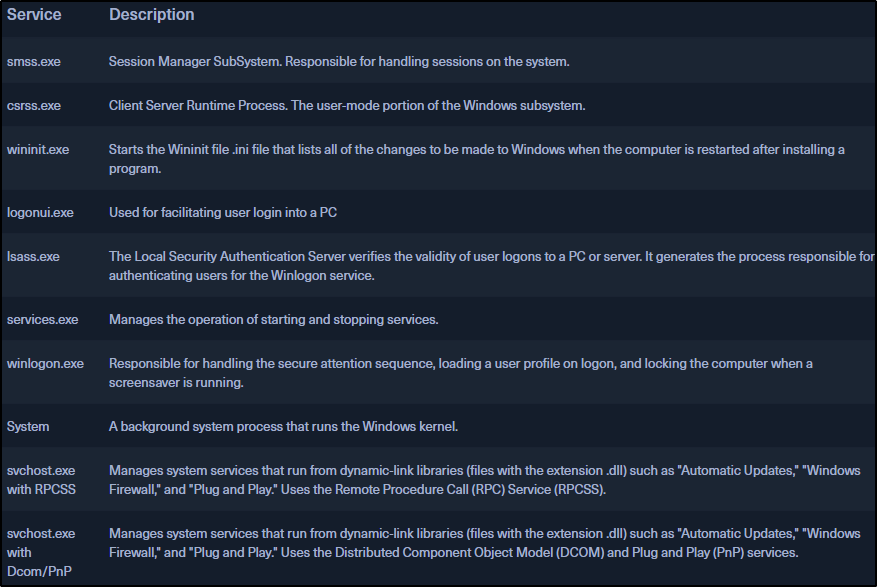 Service Description
smss.exe Session Manager SubSystem. Responsible for handling sessions on the system.
csrss.exe Client Server Runtime Process. The user-mode portion of the Windows subsystem.
wininit.exe Starts the Wininit file .ini file that lists all of the changes to be made to Windows when the computer is restarted after installing a
program.
logonui.exe Used for facilitating user login into a PC
lsass.exe The Local Security Authentication Server verifies the validity of user logons to a PC or server. It generates the process responsible for
authenticating users for the Winlogon service.
services.exe Manages the operation of starting and stopping services.
winlogon.exe Responsible for handling the secure attention sequence, loading a user profile on logon, and locking the computer when a
screensaver is running.
System A background system process that runs the Windows kernel.
svchost.exe Manages system services that run from dynamic-link libraries (files with the extension .dll) such as "Automatic Updates," "Windows
with RPCSS Firewall," and "Plug and Play." Uses the Remote Procedure Call (RPC) Service (RPCSS).
svchost.exe Manages system services that run from dynamic-link libraries (files with the extension .dll) such as "Automatic Updates," "Windows
with Firewall," and "Plug and Play." Uses the Distributed Component Object Model (DCOM) and Plug and Play (PnP) services.
Dcom/PnP